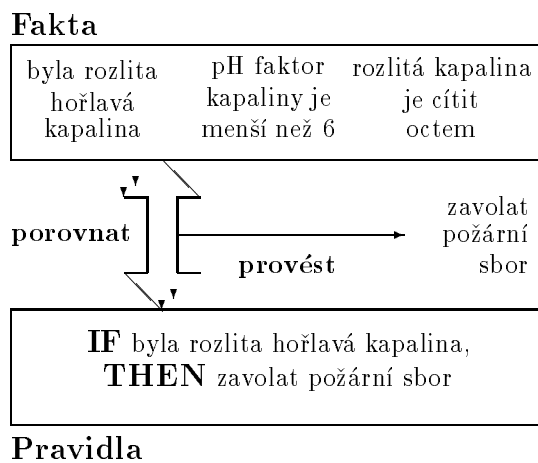 Fakta
byla rozlita
hořlavá
kapalina
pH faktor
kapaliny je
menší než 6
rozlitá kapalina
je cítit
octem
porovnat
provést
zavolat
požární
sbor
IF byla rozlita hořlavá kapalina,
THEN zavolat požární sbor
Pravidla